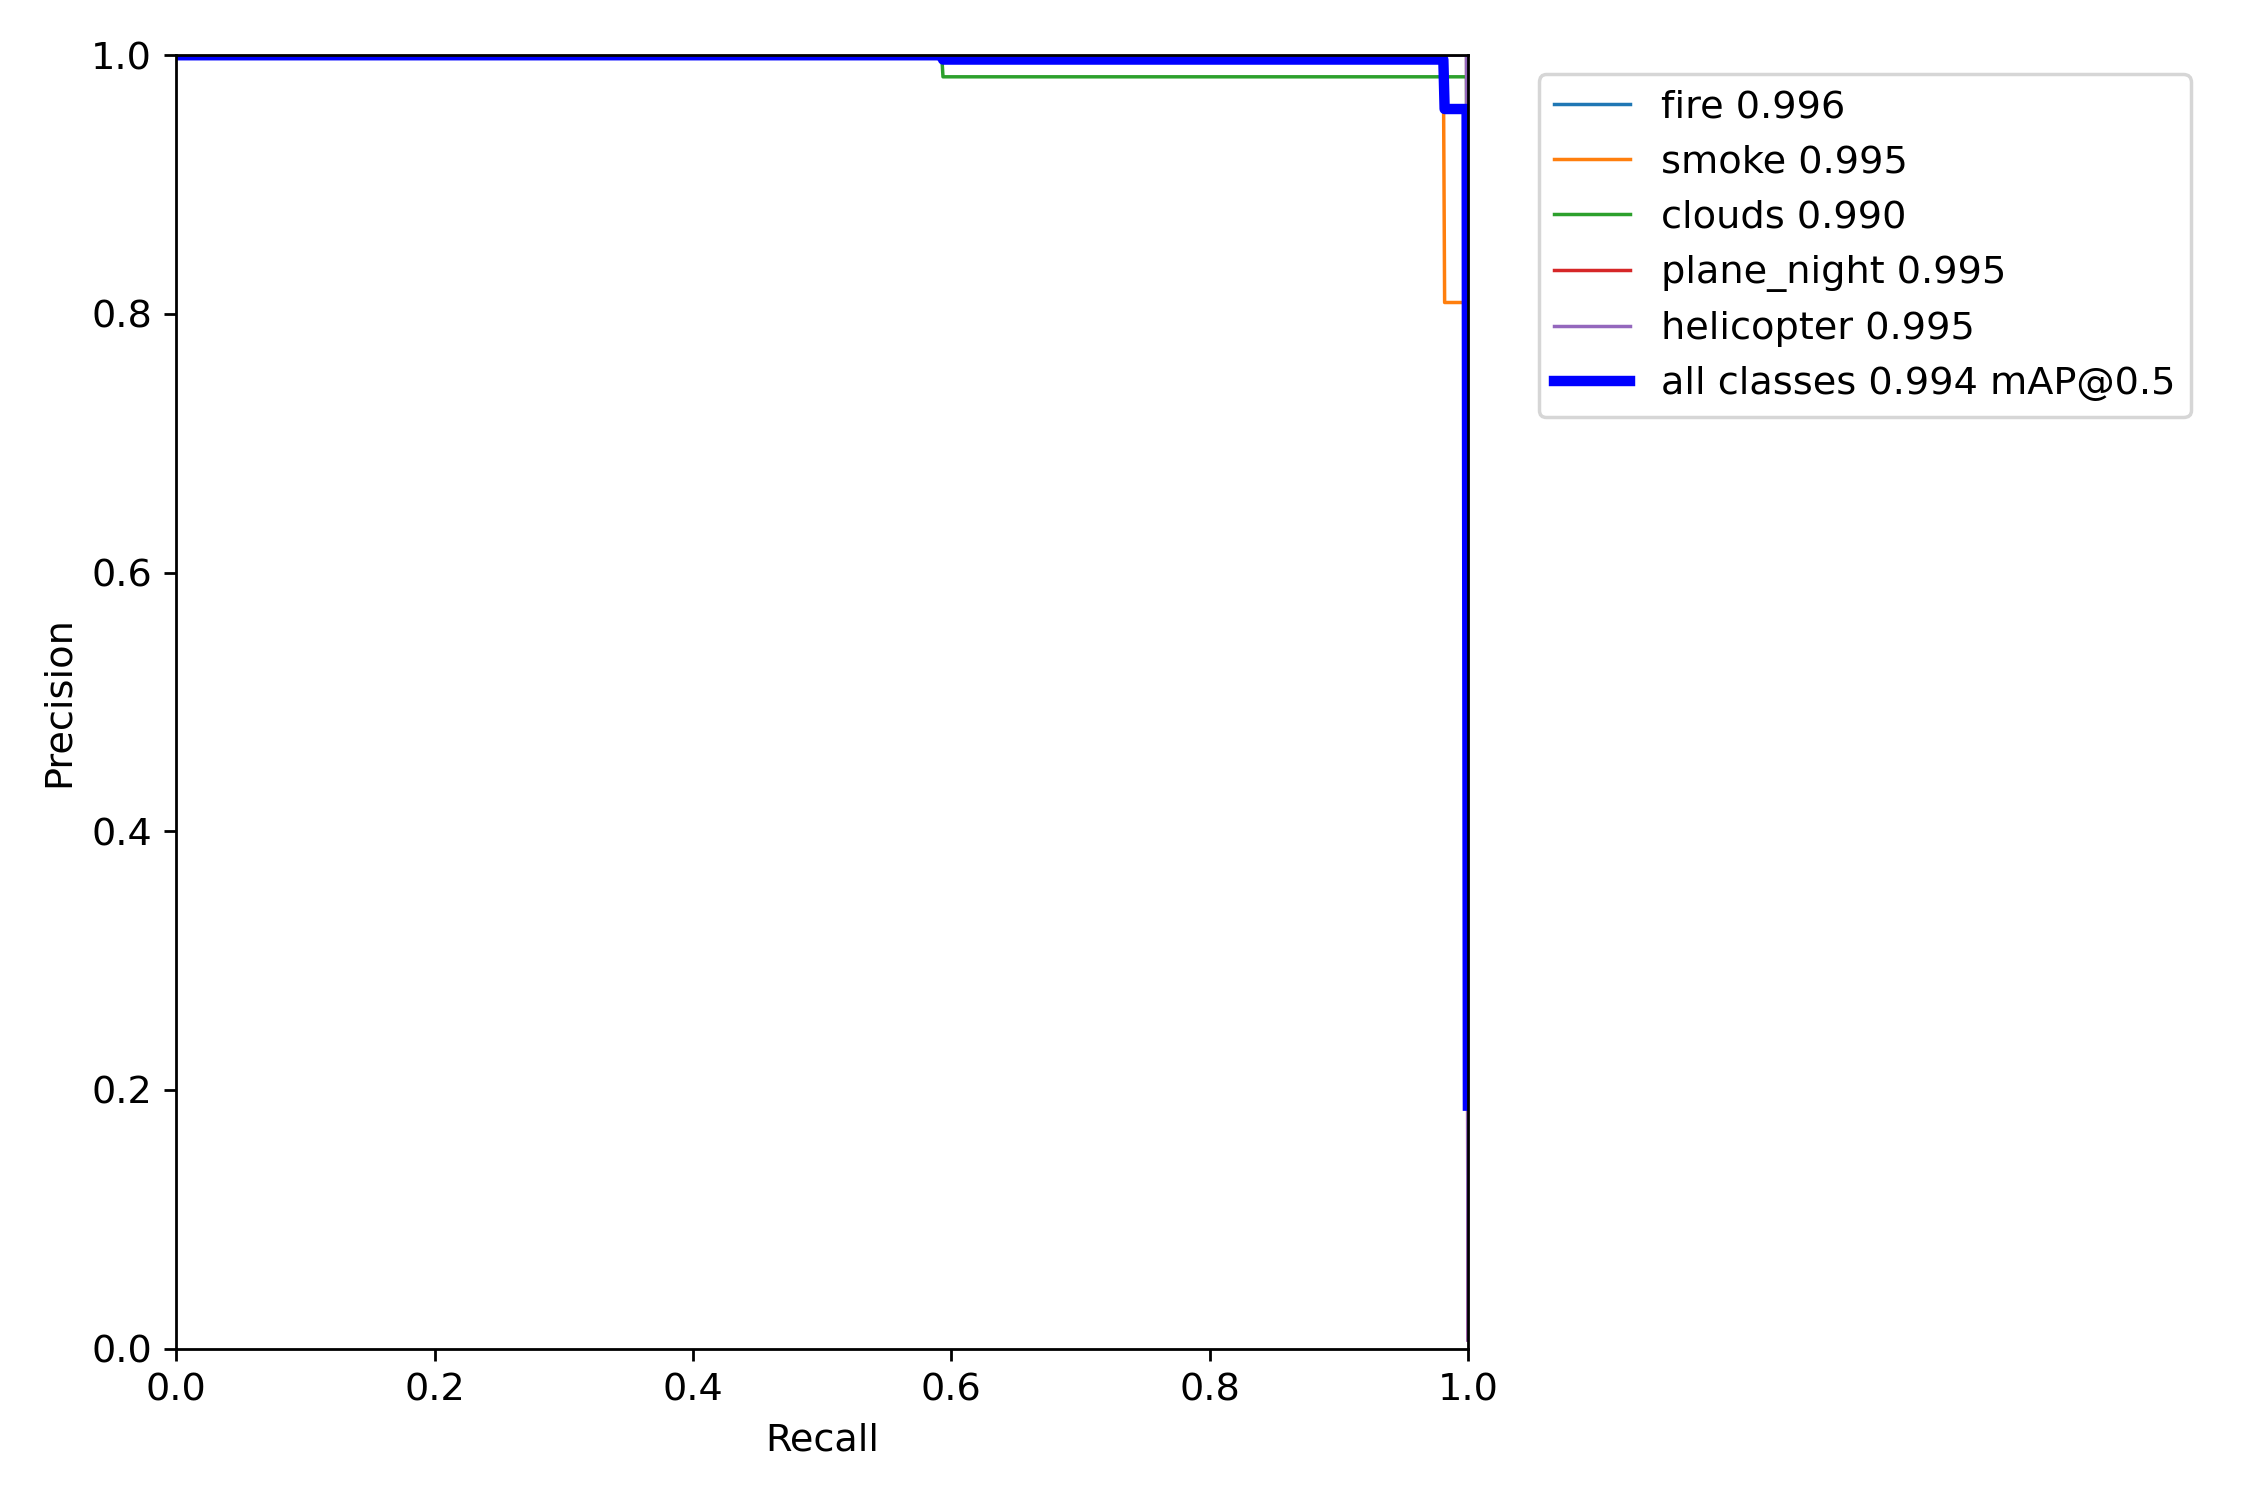 1.0
0.8
0.6
0.4
0.2
0.0
Precision
0.0 0.2 0.4 0.6 0.8 1.0
Recall
fire 0.996
smoke 0.995
clouds 0.990
plane_night 0.995
helicopter 0.995
all classes 0.994 mAP@0.5